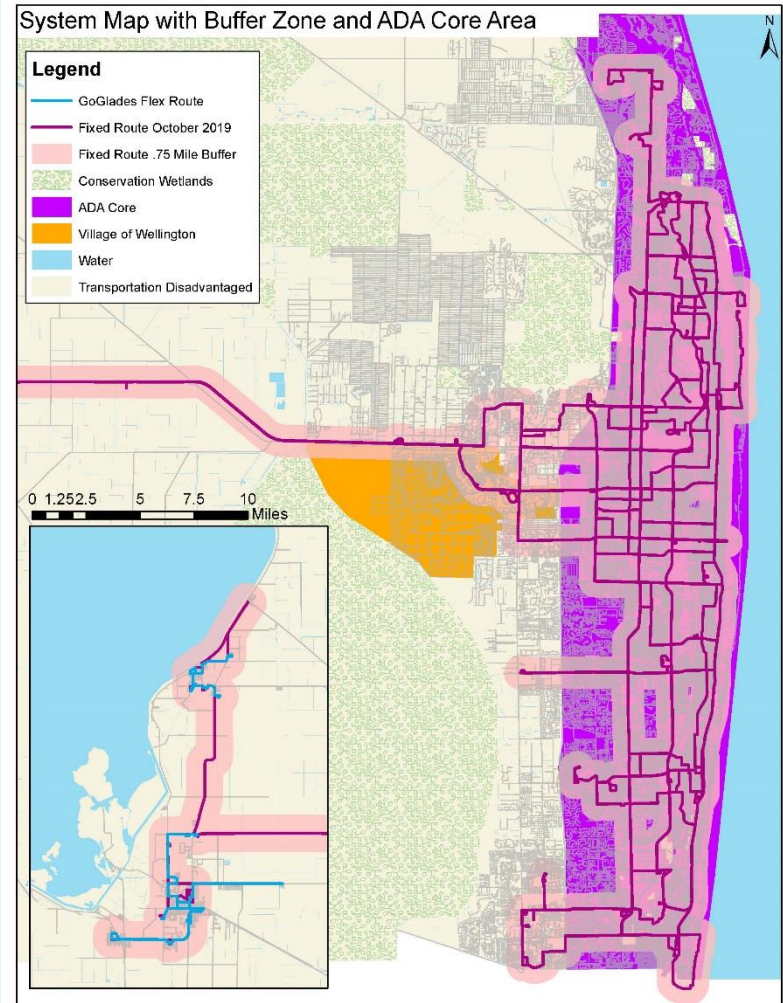 System Map with Buffer Zone and ADA Core Area
N
Legend
GoGlades Flex Route
Fixed Route October 2019
Fixed Route .75 Mile Buffer
Conservation Wetlands
ADA Core
Village of Wellington
Water
Transportation Disadvantaged
0 1.25 2.5 5 7.5 10
Miles